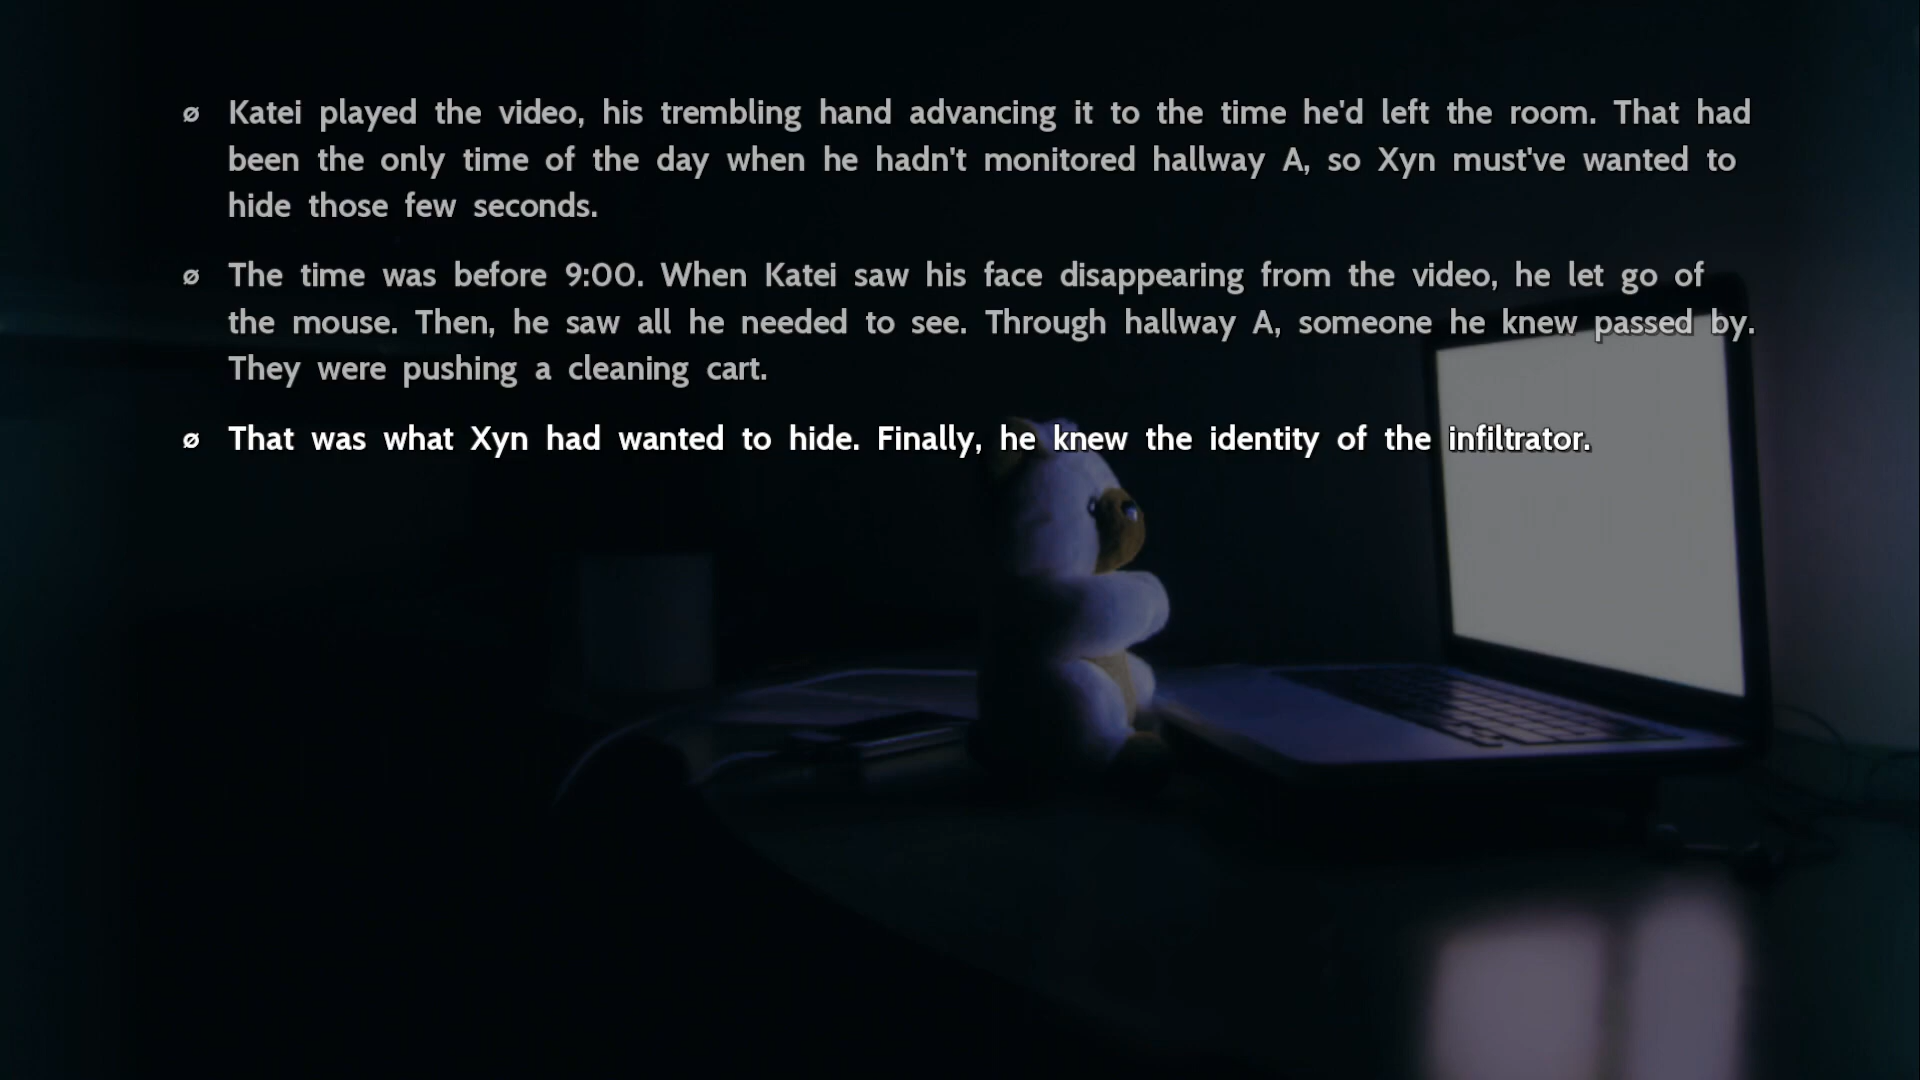 ø Katei played the video, his trembling hand advancing it to the time he'd left the room. That had
been the only time of the day when he hadn't monitored hallway A, so Xyn must've wanted to
hide those few seconds.
ø The time was before 9:00. When Katei saw his face disappearing from the video, he let go of
the mouse. Then, he saw all he needed to see. Through hallway A, someone he knew passed by.
They were pushing a cleaning cart.
ø That was what Xyn had wanted to hide. Finally, he knew the identity of the infiltrator.